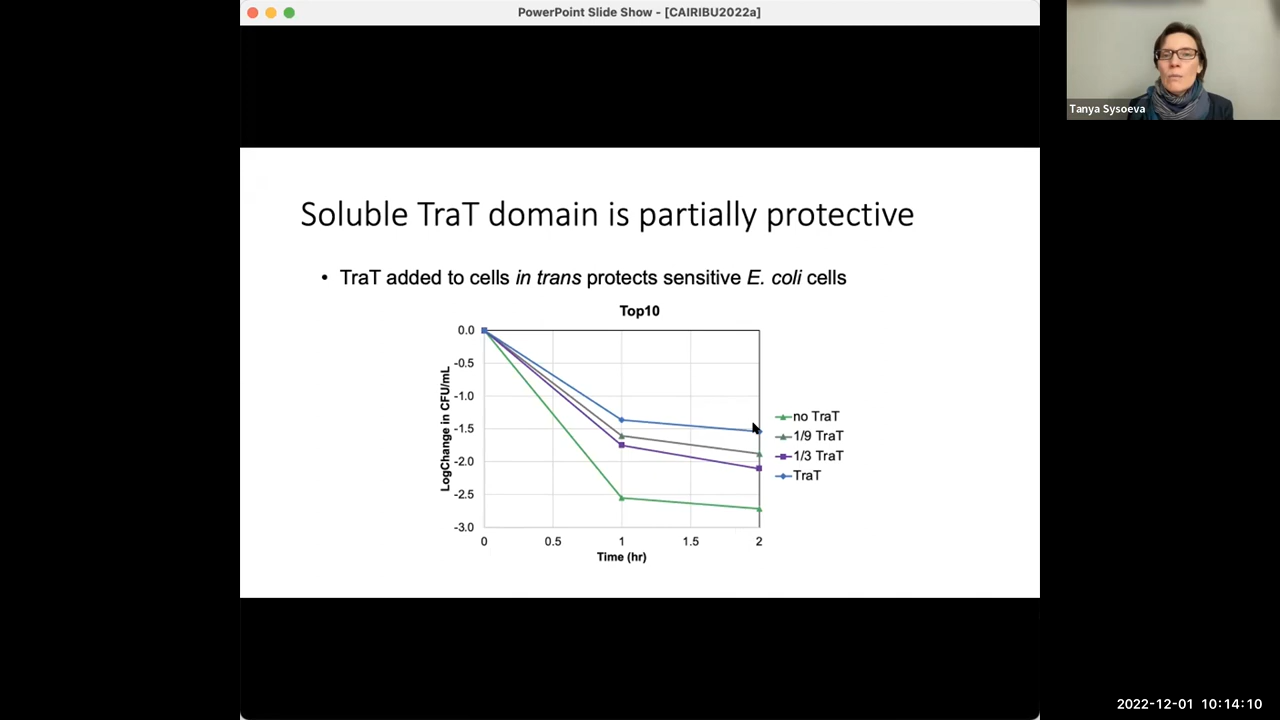 PowerPoint Slide Show - [CAIRIBU2022a]
Tanya Sysoeva
Soluble TraT domain is partially protective
• TraT added to cells in trans protects sensitive E. coli cells
Top10
LogChange in CFU/mL
0.0
-0.5
-1.0
-1.5
-2.0
-2.5
-3.0
0 0.5 1 1.5 2
Time (hr)
no TraT
1/9 TraT
1/3 TraT
TraT
2022-12-01 10:14:10